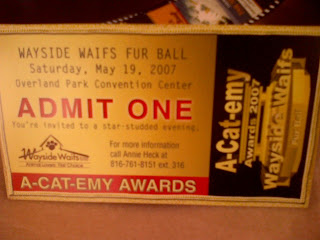 WAYSIDE WAIFS FUR BALL
Saturday, May 19, 2007
Overland Park Convention Center
ADMIT ONE
You're invited to a star-studded evening.
Wayside Waifs
For more information
call Annie Heck at
816-761-8151 ext. 316
A-CAT-EMY AWARDS
A-Cat-emy
Awards 2007
Wayside Waifs
Fur Ball